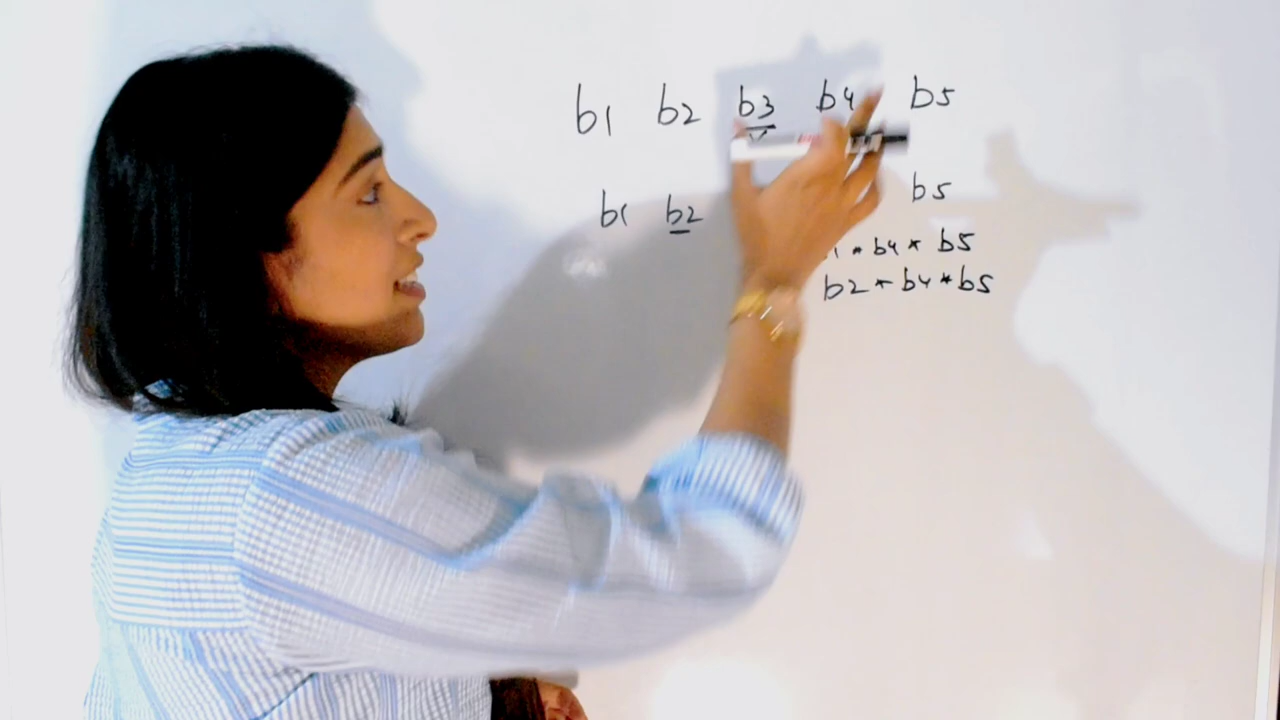 b1 b2 b3 b4 b5
b1 b2 b5
* b4 * b5
b2 * b4 * b5